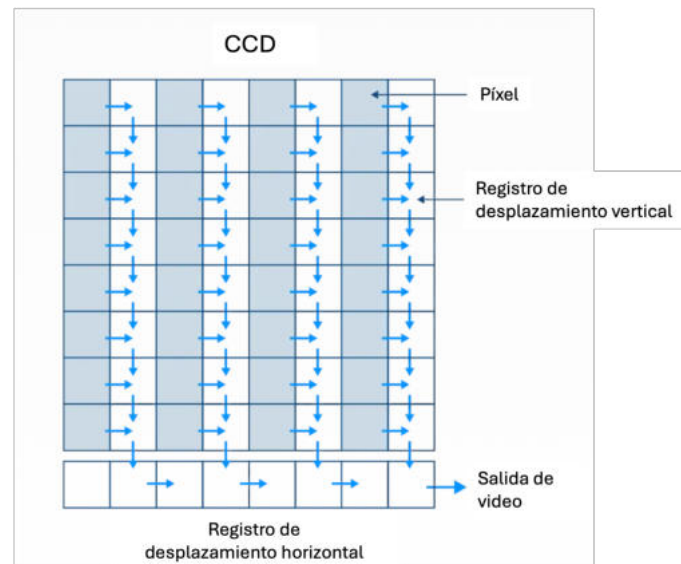 CCD
Píxel
Registro de
desplazamiento vertical
Salida de
video
Registro de
desplazamiento horizontal